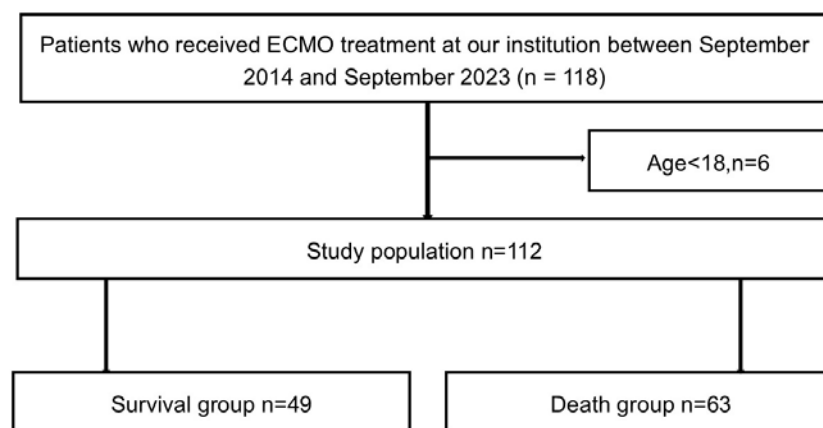 Patients who received ECMO treatment at our institution between September
2014 and September 2023 (n = 118)
Age<18,n=6
Study population n=112
Survival group n=49
Death group n=63